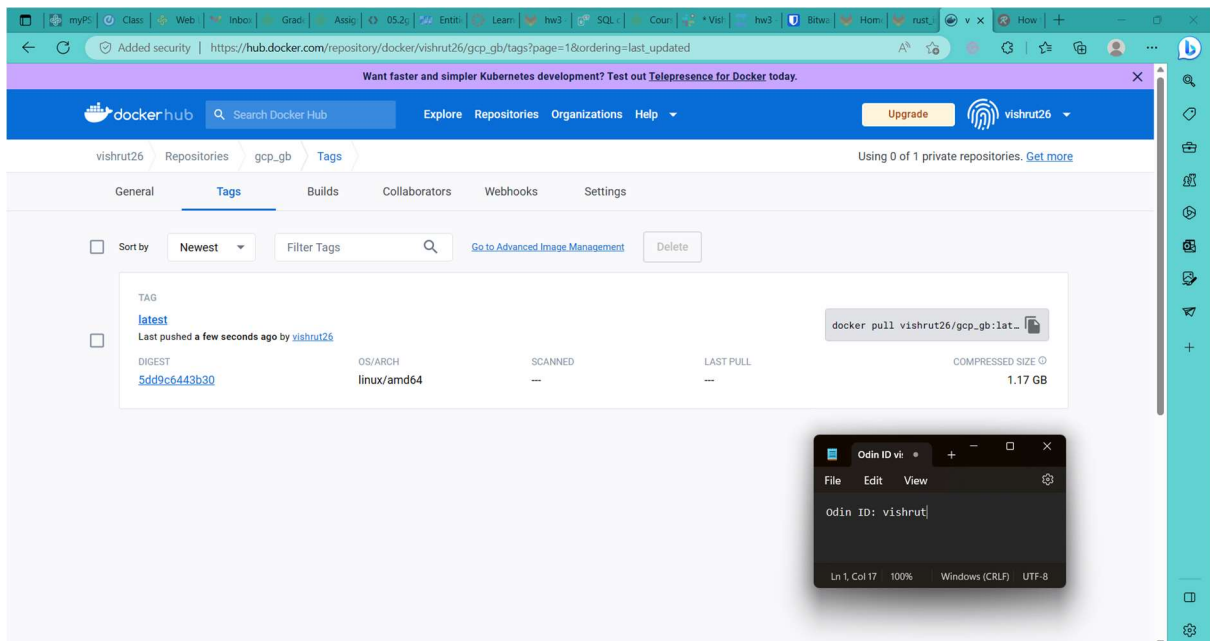 myPS Class Web Inbox Grade Assig 05.2g Entiti Learn hw3 SQL c Cour * Vish hw3 Bitwa Home rust_ v How
Added security https://hub.docker.com/repository/docker/vishrut26/gcp_gb/tags?page=1&ordering=last_updated
Want faster and simpler Kubernetes development? Test out Telepresence for Docker today.
dockerhub Search Docker Hub Explore Repositories Organizations Help Upgrade vishrut26
vishrut26 Repositories gcp_gb Tags Using 0 of 1 private repositories. Get more
General Tags Builds Collaborators Webhooks Settings
Sort by Newest Filter Tags Go to Advanced Image Management Delete
TAG
latest
docker pull vishrut26/gcp_gb:lat…
Last pushed a few seconds ago by vishrut26
DIGEST OS/ARCH SCANNED LAST PULL COMPRESSED SIZE
5dd9c6443b30 linux/amd64 --- --- 1.17 GB
Odin ID vi
File Edit View
Odin ID: vishrut
Ln 1, Col 17 100% Windows (CRLF) UTF-8